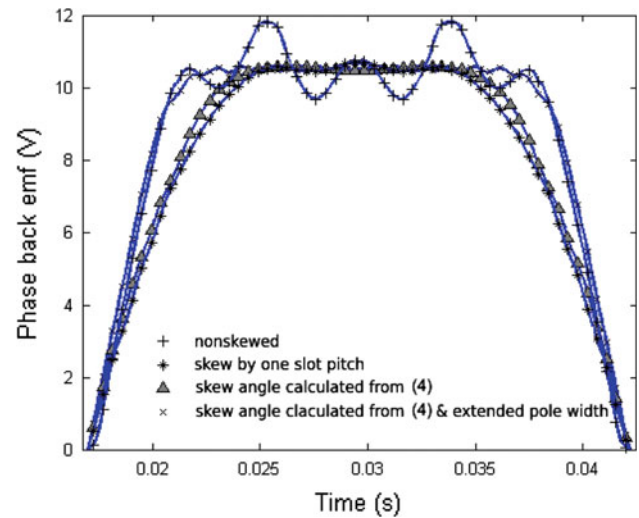 12
10
8
6
4
2
0
Phase back emf (V)
nonskewed
skew by one slot pitch
skew angle calculated from (4)
skew angle claculated from (4) & extended pole width
0.02
0.025
0.03
0.035
0.04
Time (s)